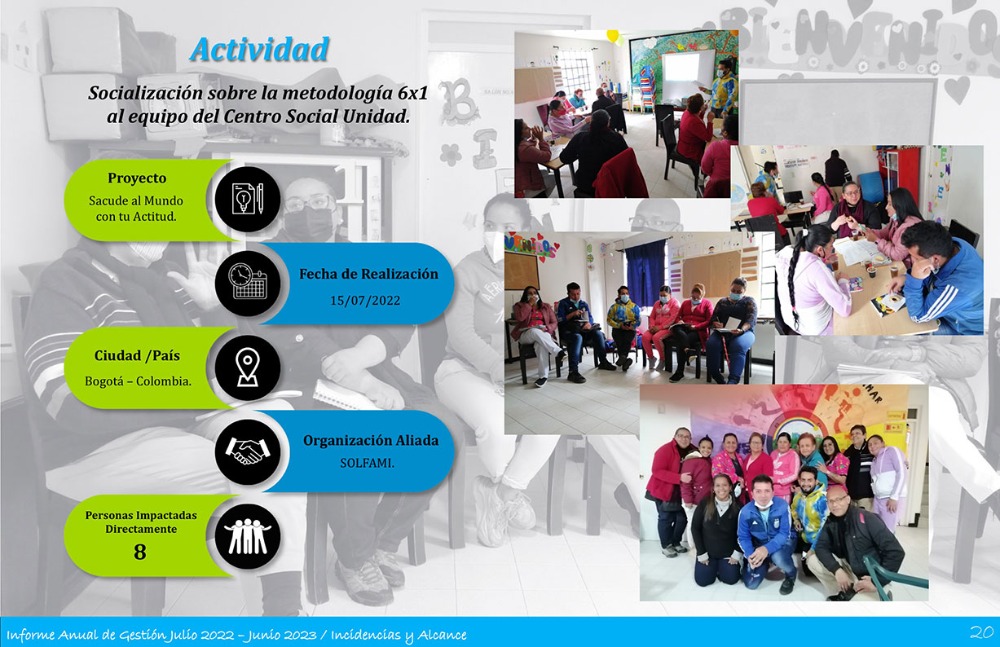 Actividad
Socialización sobre la metodología 6x1
al equipo del Centro Social Unidad.
Proyecto
Sacude al Mundo
con tu Actitud.
Fecha de Realización
15/07/2022
Ciudad /País
Bogotá – Colombia.
Organización Aliada
SOLFAMI.
Personas Impactadas
Directamente
8
BIENVENIDO
B
I
Informe Anual de Gestión Julio 2022 – Junio 2023 / Incidencias y Alcance
20